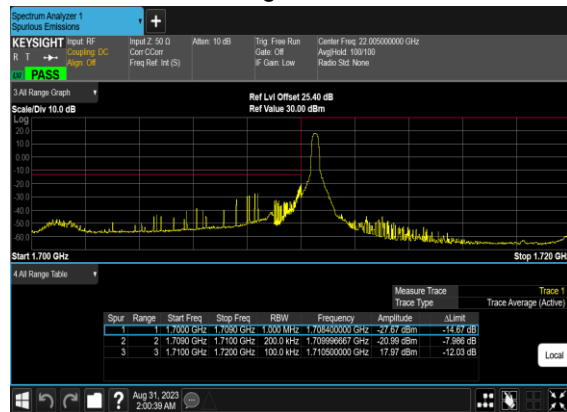 Spectrum Analyzer 1
Spurious Emissions
KEYSIGHT Input: RF Input Z: 50 Ω Atten: 10 dB Trig: Free Run Center Freq: 22.005000000 GHz
R T Coupling: DC Corr CCorr Gate: Off Avg|Hold: 100/100
Align: Off Freq Ref: Int (S) IF Gain: Low Radio Std: None
LXI PASS
3 All Range Graph
Ref Lvl Offset 25.40 dB
Scale/Div 10.0 dB Ref Value 30.00 dBm
Log
20.0
10.0
0.00
-10.0
-20.0
-30.0
-40.0
-50.0
-60.0
Start 1.700 GHz Stop 1.720 GHz
4 All Range Table
Measure Trace Trace 1
Trace Type Trace Average (Active)
Spur Range Start Freq Stop Freq RBW Frequency Amplitude ΔLimit
1 1 1.7000 GHz 1.7090 GHz 1.000 MHz 1.708400000 GHz -27.67 dBm -14.67 dB
2 2 1.7090 GHz 1.7100 GHz 200.0 kHz 1.709996667 GHz -20.99 dBm -7.986 dB
3 3 1.7100 GHz 1.7200 GHz 100.0 kHz 1.710500000 GHz 17.97 dBm -12.03 dB
Local
? Aug 31, 2023
2:00:39 AM